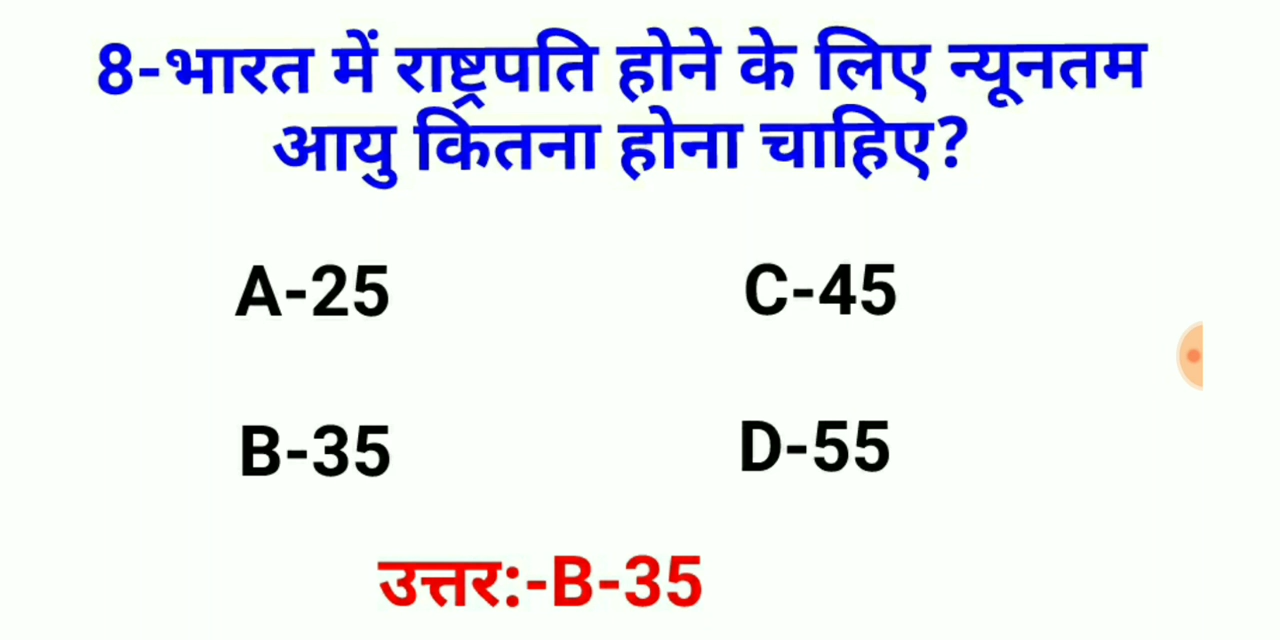 8-भारत में राष्ट्रपति होने के लिए न्यूनतम
आयु कितना होना चाहिए?
A-25
C-45
B-35
D-55
उत्तर:-B-35